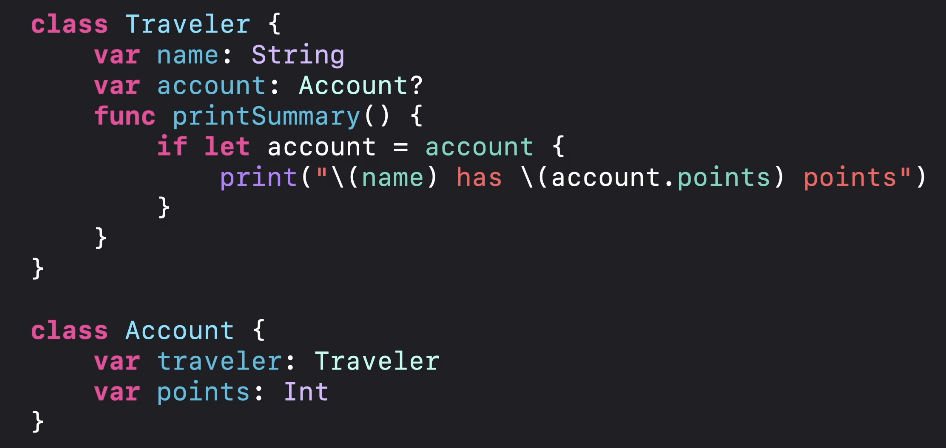 class Traveler {
    var name: String
    var account: Account?
    func printSummary() {
        if let account = account {
            print("\(name) has \(account.points) points")
        }
    }
}

class Account {
    var traveler: Traveler
    var points: Int
}